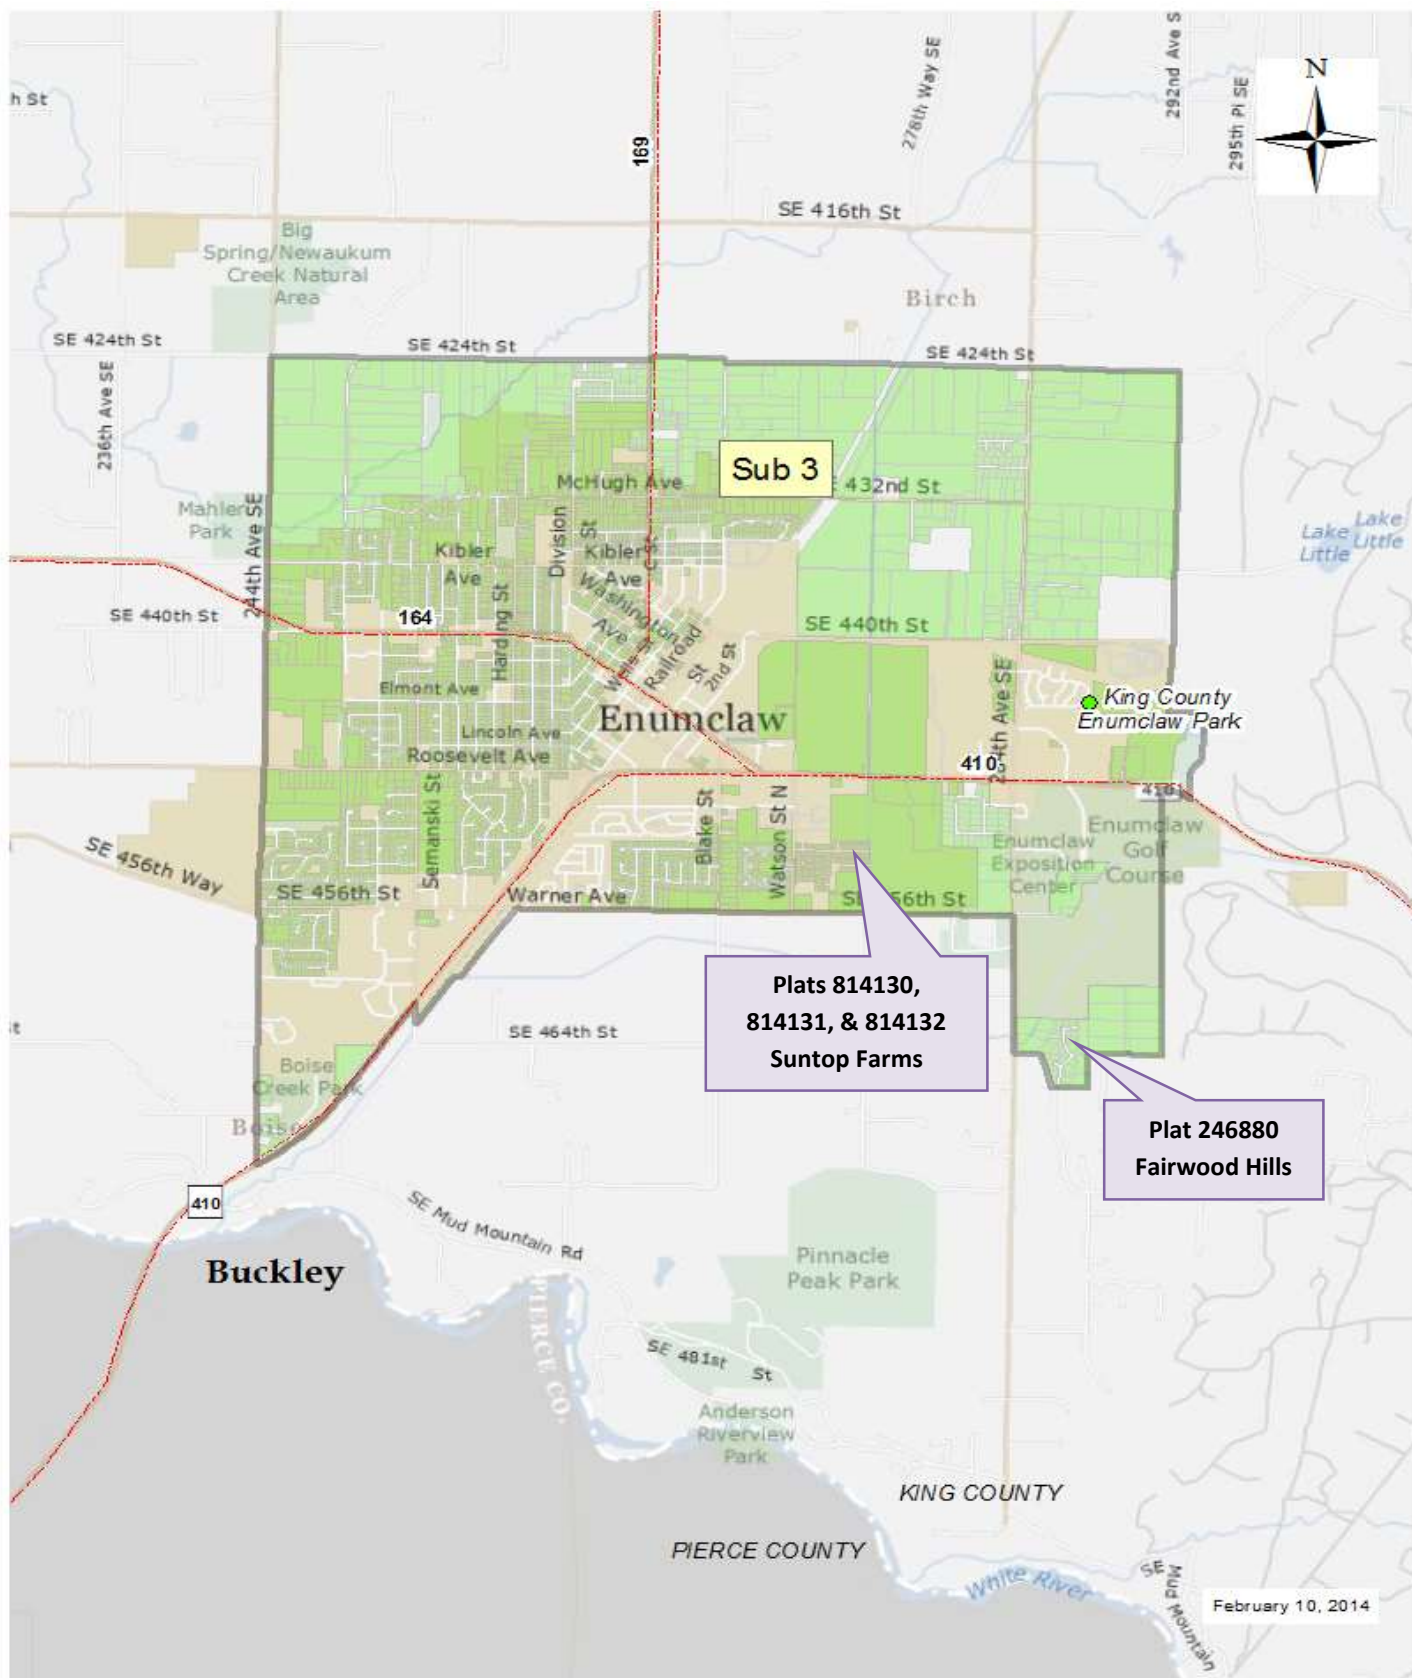 N
292nd Ave S
278th Way SE
295th Pl SE
h St
169
SE 416th St
Big
Spring/Newaukum
Creek Natural
Area
Birch
SE 424th St
SE 424th St
SE 424th St
236th Ave SE
Sub 3
McHugh Ave
432nd St
Mahler
Park
244th Ave SE
Division
St
C St
Lake
Little
Lake
Little
Kibler
Ave
Kibler
Ave
Washington
Ave
SE 440th St
164
Harding St
Wells St
Railroad
St
2nd St
SE 440th St
Elmont Ave
284th Ave SE
King County
Enumclaw Park
Enumclaw
Lincoln Ave
Roosevelt Ave
410
410
Semanski St
Blake St
Watson St N
Enumclaw
Exposition
Center
Enumclaw
Golf
Course
SE 456th Way
SE 456th St
Warner Ave
SE 456th St
Plats 814130,
814131, & 814132
Suntop Farms
SE 464th St
t
Boise
Creek Park
Boise
Plat 246880
Fairwood Hills
410
SE Mud Mountain Rd
Buckley
Pinnacle
Peak Park
PIERCE CO.
SE 481st
St
Anderson
Riverview
Park
KING COUNTY
PIERCE COUNTY
White River
SE
Mud Mountain
February 10, 2014